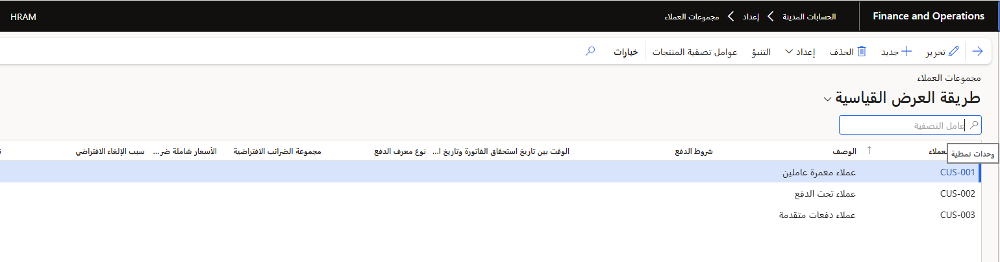 Finance and Operations الحسابات المدينة إعداد مجموعات العملاء HRAM
تحرير جديد الحذف إعداد التنبؤ عوامل تصفية المنتجات خيارات
مجموعات العملاء
طريقة العرض القياسية
عامل التصفية
وحدات نمطية
العملاء الوصف شروط الدفع الوقت بين تاريخ استحقاق الفاتورة وتاريخ ا... نوع معرف الدفع مجموعة الضرائب الافتراضية الأسعار شاملة ضر... سبب الإلغاء الافتراضي
CUS-001 عملاء معمرة عاملين
CUS-002 عملاء تحت الدفع
CUS-003 عملاء دفعات متقدمة